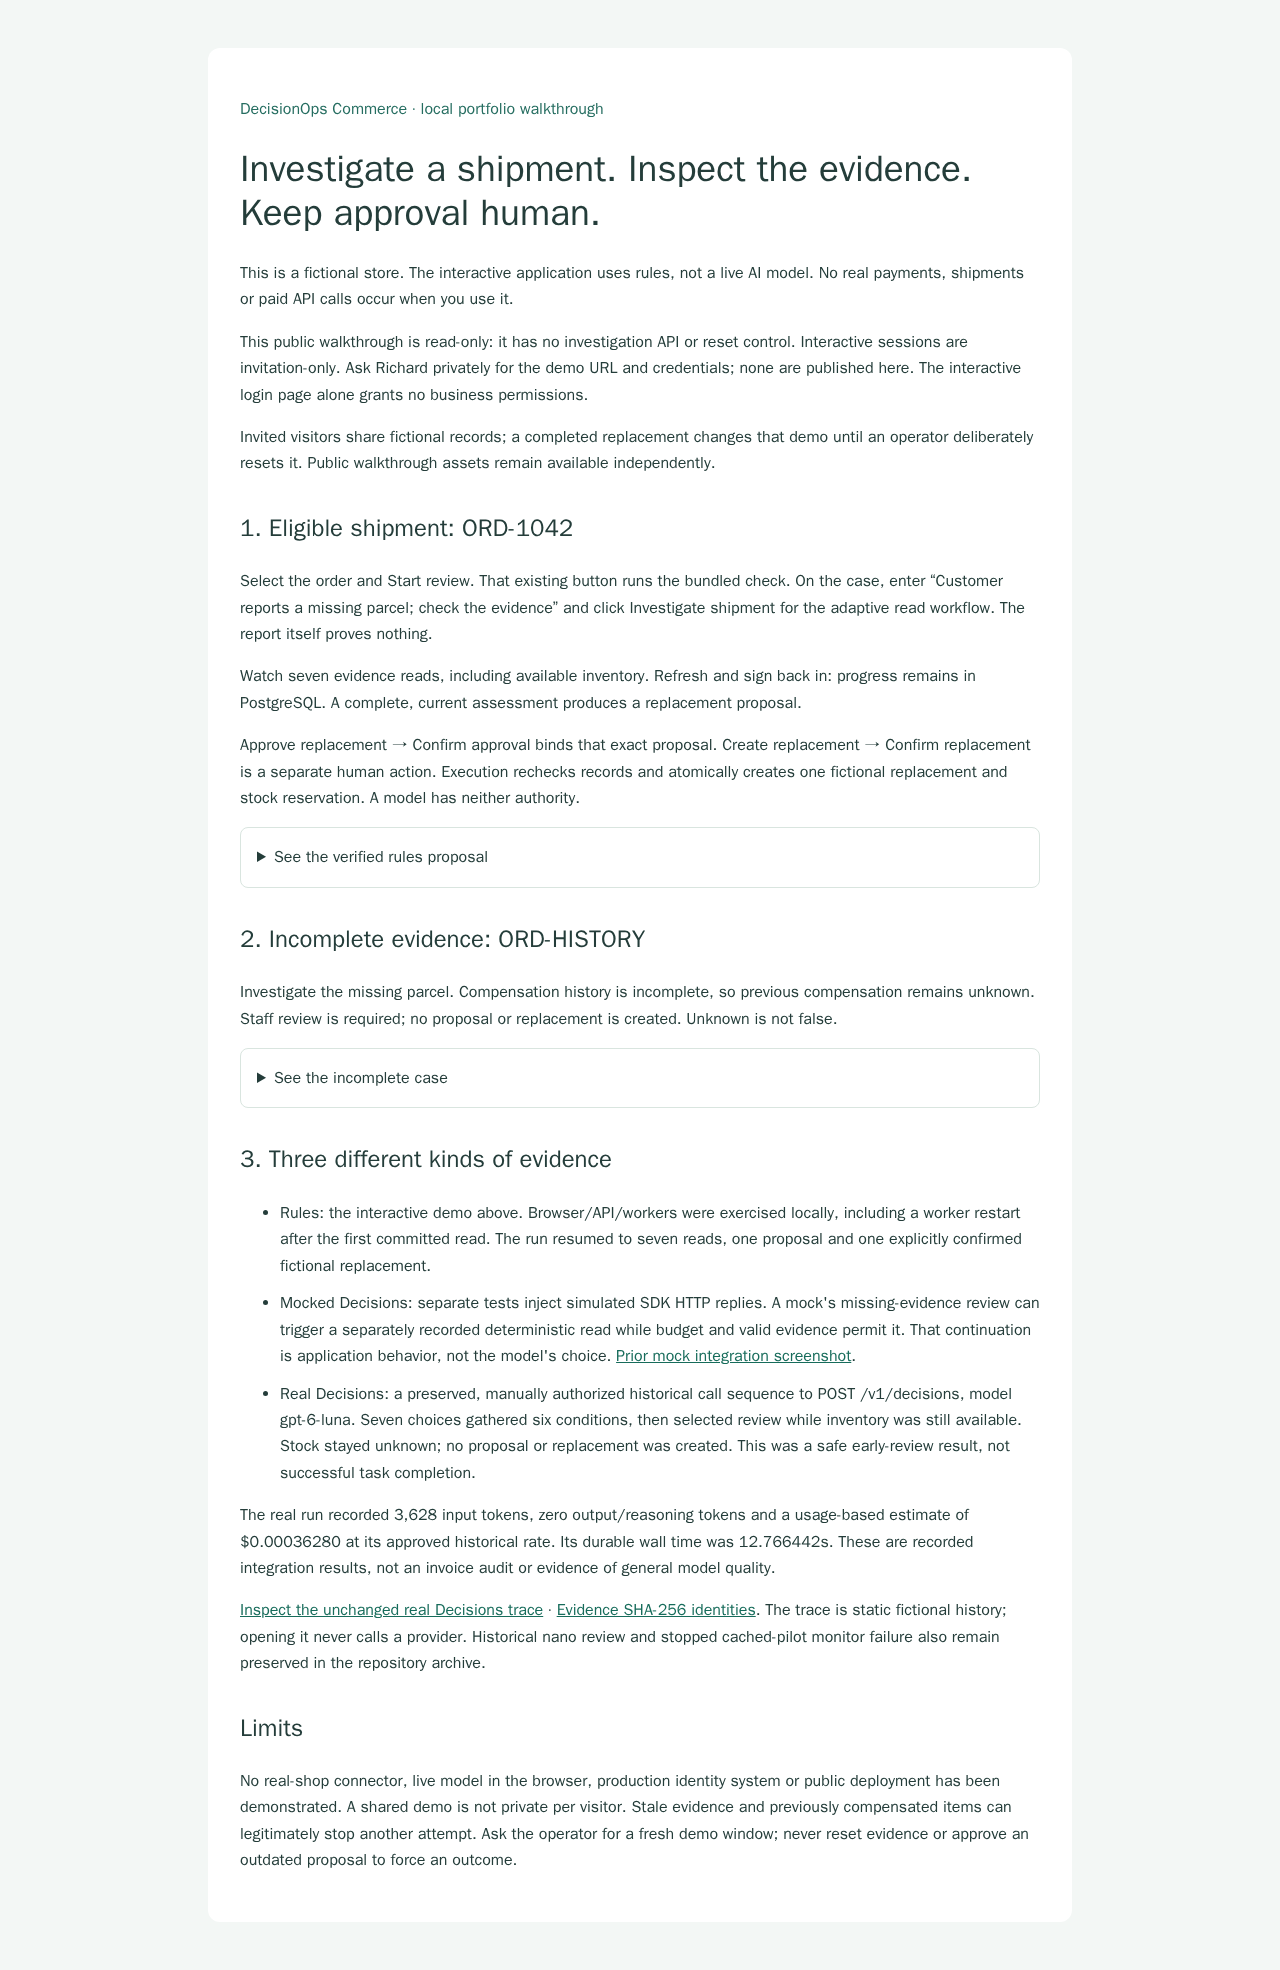 DecisionOps Commerce · local portfolio walkthrough
Investigate a shipment. Inspect the evidence.
Keep approval human.
This is a fictional store. The interactive application uses rules, not a live AI model. No real payments, shipments
or paid API calls occur when you use it.
This public walkthrough is read-only: it has no investigation API or reset control. Interactive sessions are
invitation-only. Ask Richard privately for the demo URL and credentials; none are published here. The interactive
login page alone grants no business permissions.
Invited visitors share fictional records; a completed replacement changes that demo until an operator deliberately
resets it. Public walkthrough assets remain available independently.
1. Eligible shipment: ORD-1042
Select the order and Start review. That existing button runs the bundled check. On the case, enter “Customer
reports a missing parcel; check the evidence” and click Investigate shipment for the adaptive read workflow. The
report itself proves nothing.
Watch seven evidence reads, including available inventory. Refresh and sign back in: progress remains in
PostgreSQL. A complete, current assessment produces a replacement proposal.
Approve replacement → Confirm approval binds that exact proposal. Create replacement → Confirm replacement
is a separate human action. Execution rechecks records and atomically creates one fictional replacement and
stock reservation. A model has neither authority.
▶ See the verified rules proposal
2. Incomplete evidence: ORD-HISTORY
Investigate the missing parcel. Compensation history is incomplete, so previous compensation remains unknown.
Staff review is required; no proposal or replacement is created. Unknown is not false.
▶ See the incomplete case
3. Three different kinds of evidence
• Rules: the interactive demo above. Browser/API/workers were exercised locally, including a worker restart
after the first committed read. The run resumed to seven reads, one proposal and one explicitly confirmed
fictional replacement.
• Mocked Decisions: separate tests inject simulated SDK HTTP replies. A mock's missing-evidence review can
trigger a separately recorded deterministic read while budget and valid evidence permit it. That continuation
is application behavior, not the model's choice. Prior mock integration screenshot.
• Real Decisions: a preserved, manually authorized historical call sequence to POST /v1/decisions, model
gpt-6-luna. Seven choices gathered six conditions, then selected review while inventory was still available.
Stock stayed unknown; no proposal or replacement was created. This was a safe early-review result, not
successful task completion.
The real run recorded 3,628 input tokens, zero output/reasoning tokens and a usage-based estimate of
$0.00036280 at its approved historical rate. Its durable wall time was 12.766442s. These are recorded
integration results, not an invoice audit or evidence of general model quality.
Inspect the unchanged real Decisions trace · Evidence SHA-256 identities. The trace is static fictional history;
opening it never calls a provider. Historical nano review and stopped cached-pilot monitor failure also remain
preserved in the repository archive.
Limits
No real-shop connector, live model in the browser, production identity system or public deployment has been
demonstrated. A shared demo is not private per visitor. Stale evidence and previously compensated items can
legitimately stop another attempt. Ask the operator for a fresh demo window; never reset evidence or approve an
outdated proposal to force an outcome.